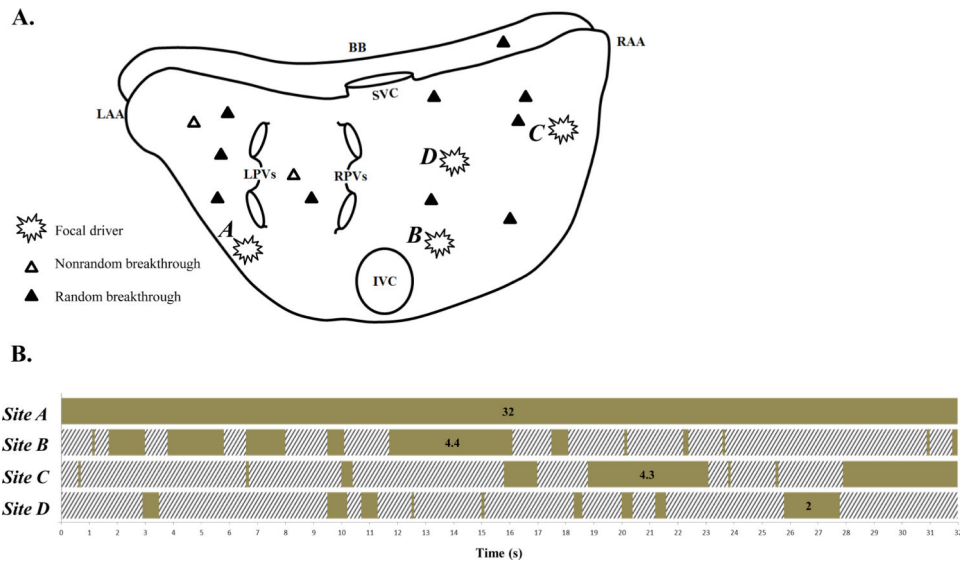 A.
BB
RAA
SVC
LAA
C
D
LPVs
RPVs
A
B
Focal driver
Nonrandom breakthrough
IVC
Random breakthrough
B.
Site A 32
Site B 4.4
Site C 4.3
Site D 2
0 1 2 3 4 5 6 7 8 9 10 11 12 13 14 15 16 17 18 19 20 21 22 23 24 25 26 27 28 29 30 31 32
Time (s)